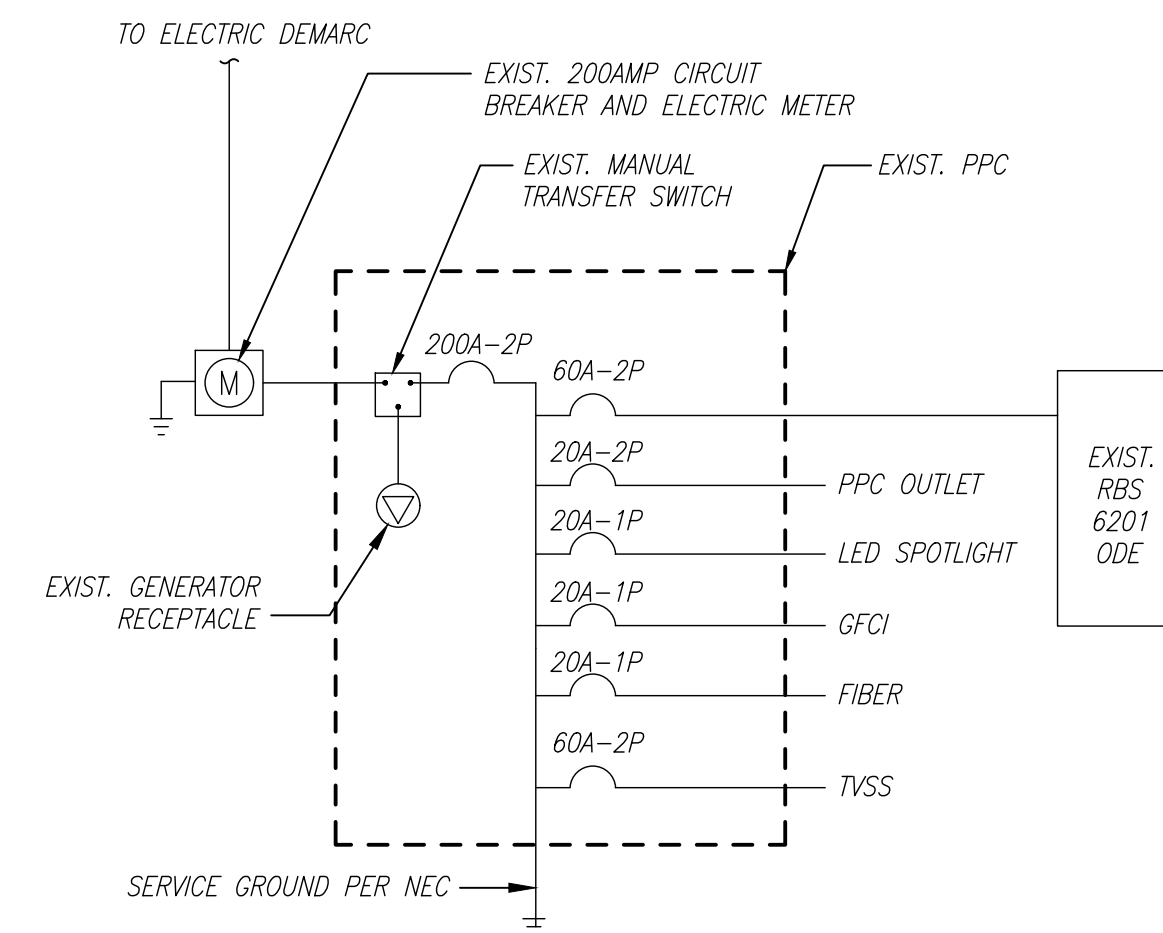 TO ELECTRIC DEMARC
EXIST. 200AMP CIRCUIT
BREAKER AND ELECTRIC METER
EXIST. MANUAL
TRANSFER SWITCH
EXIST. PPC
200A-2P
60A-2P
M
20A-2P
PPC OUTLET
EXIST.
RBS
6201
ODE
20A-1P
LED SPOTLIGHT
EXIST. GENERATOR
RECEPTACLE
20A-1P
GFCI
20A-1P
FIBER
60A-2P
TVSS
SERVICE GROUND PER NEC